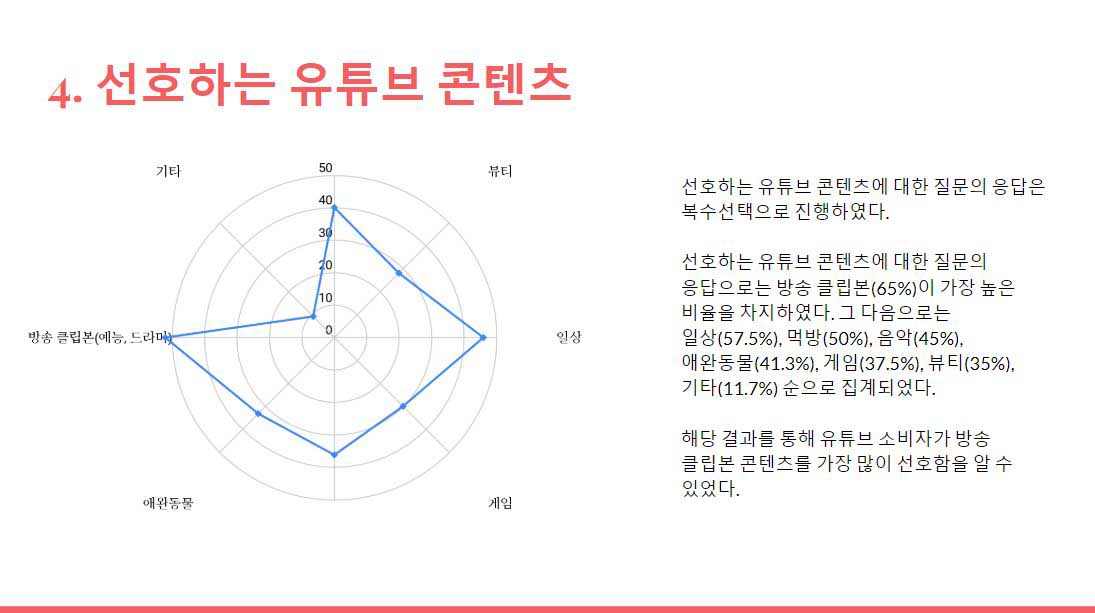 4. 선호하는 유튜브 콘텐츠
기타
50
뷰티
40
30
20
10
0
방송 클립본(예능, 드라마)
일상
애완동물
게임
선호하는 유튜브 콘텐츠에 대한 질문의 응답은
복수선택으로 진행하였다.
선호하는 유튜브 콘텐츠에 대한 질문의
응답으로는 방송 클립본(65%)이 가장 높은
비율을 차지하였다. 그 다음으로는
일상(57.5%), 먹방(50%), 음악(45%),
애완동물(41.3%), 게임(37.5%), 뷰티(35%),
기타(11.7%) 순으로 집계되었다.
해당 결과를 통해 유튜브 소비자가 방송
클립본 콘텐츠를 가장 많이 선호함을 알 수
있었다.